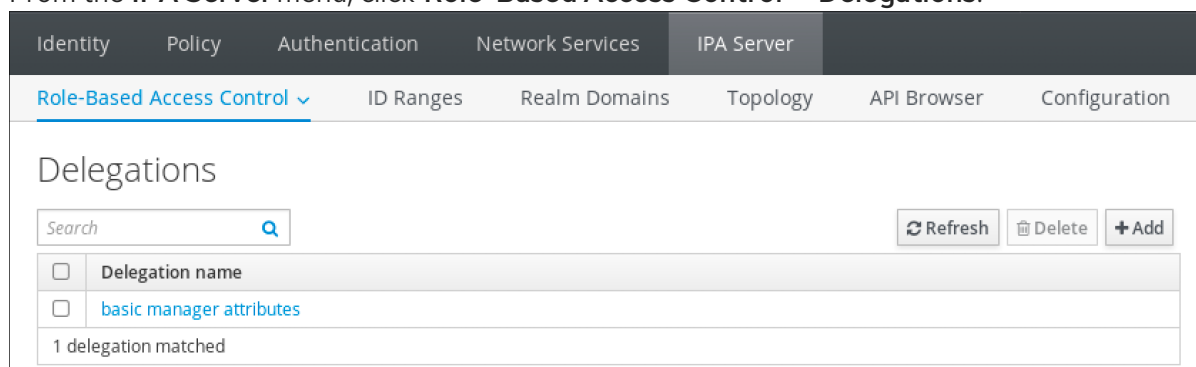 Identity Policy Authentication Network Services IPA Server
Role-Based Access Control ID Ranges Realm Domains Topology API Browser Configuration
Delegations
Search Refresh Delete Add
Delegation name
basic manager attributes
1 delegation matched